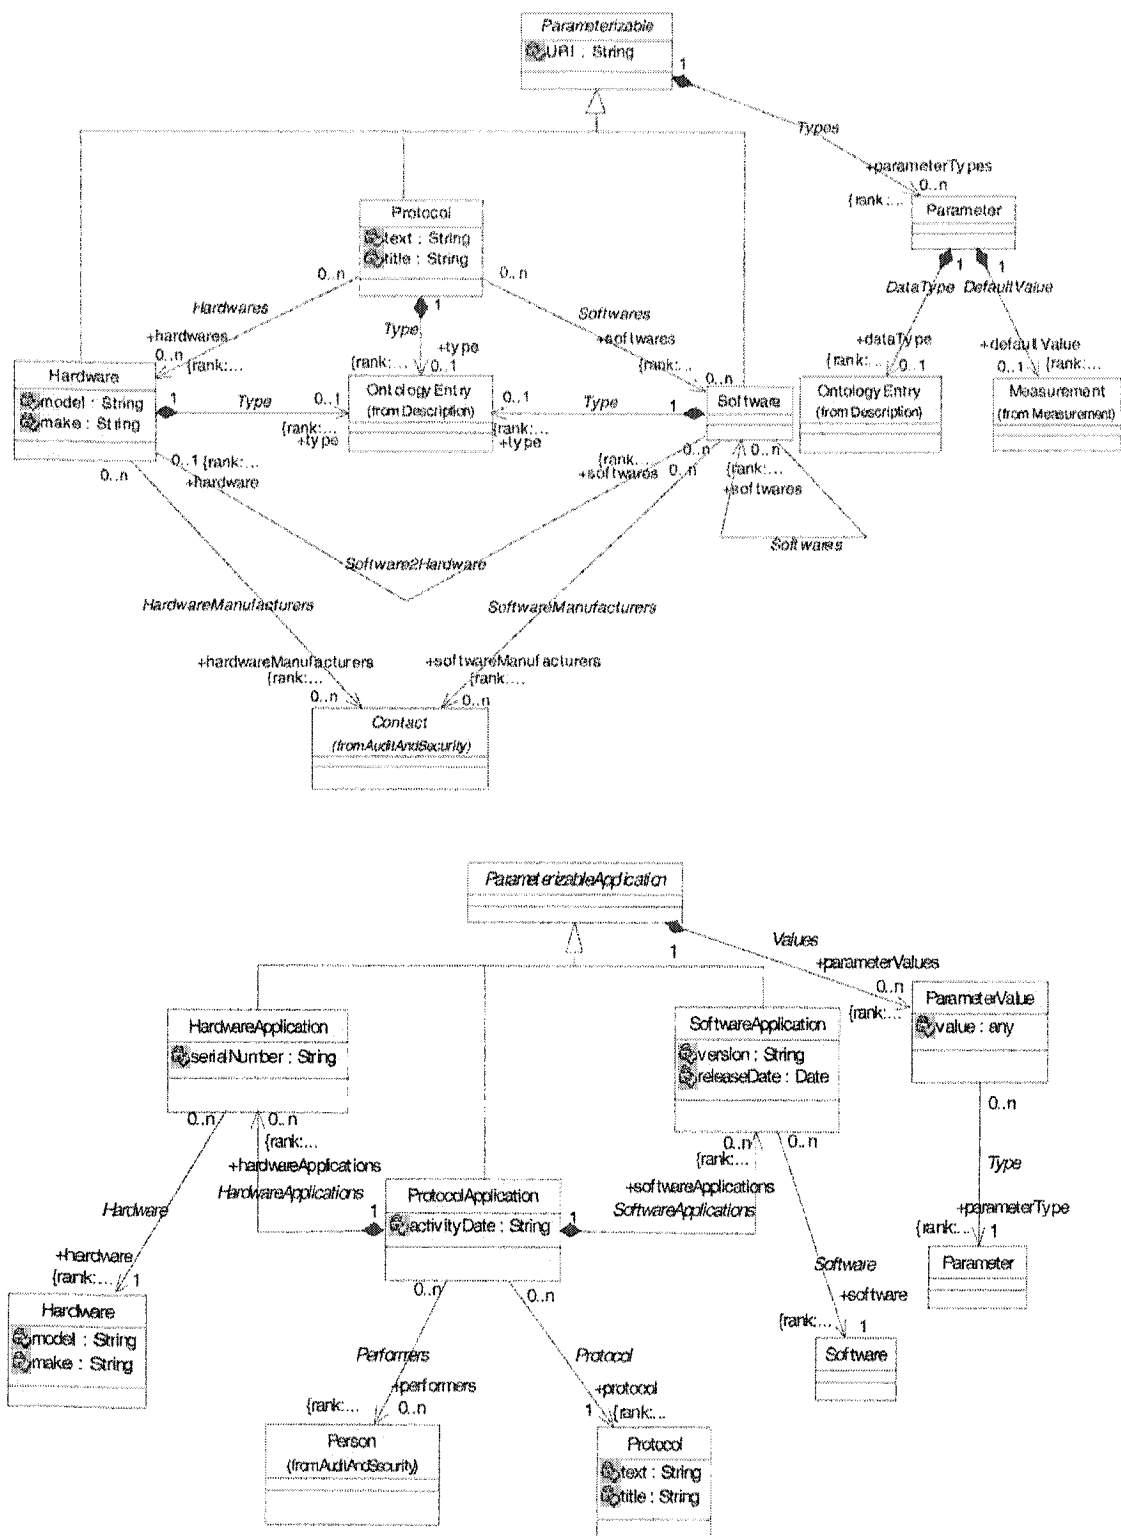 Parameterizable
URI : String
1
Types
+parameterTypes
0..n
{rank:...
Parameter
1
1
DataType
DefaultValue
Protocol
text : String
title : String
0..n
0..n
1
Hardwares
Type
Softwares
+hardwares
0..n
{rank:...
+type
{rank:...
0..1
+softwares
{rank:...
0..n
+dataType
{rank:...
0..1
+defaultValue
0..1
{rank:...
Hardware
model : String
make : String
1
Type
0..1
{rank:...
+type
OntologyEntry
(from Description)
0..1
Type
1
{rank:...
+type
Software
OntologyEntry
(from Description)
Measurement
(from Measurement)
0..n
0..1
{rank:...
+hardware
{rank...
0..n
+softwares
0..n
0..n
{rank:...
+softwares
Softwares
Software2Hardware
HardwareManufacturers
SoftwareManufacturers
+hardwareManufacturers
{rank:...
0..n
+softwareManufacturers
{rank:...
0..n
Contact
(from AuditAndSecurity)
ParameterizableApplication
1
Values
+parameterValues
0..n
{rank:...
ParameterValue
value : any
HardwareApplication
serialNumber : String
SoftwareApplication
version : String
releaseDate : Date
0..n
0..n
{rank:...
+hardwareApplications
HardwareApplications
0..n
0..n
{rank:...
+softwareApplications
SoftwareApplications
0..n
Type
+parameterType
{rank:...
1
Parameter
Hardware
1
ProtocolApplication
activityDate : String
1
+hardware
{rank:...
1
Hardware
model : String
make : String
0..n
0..n
Software
+software
{rank:...
1
Software
Performers
+performers
{rank:...
0..n
Protocol
+protocol
1
{rank:...
Person
(from AuditAndSecurity)
Protocol
text : String
title : String